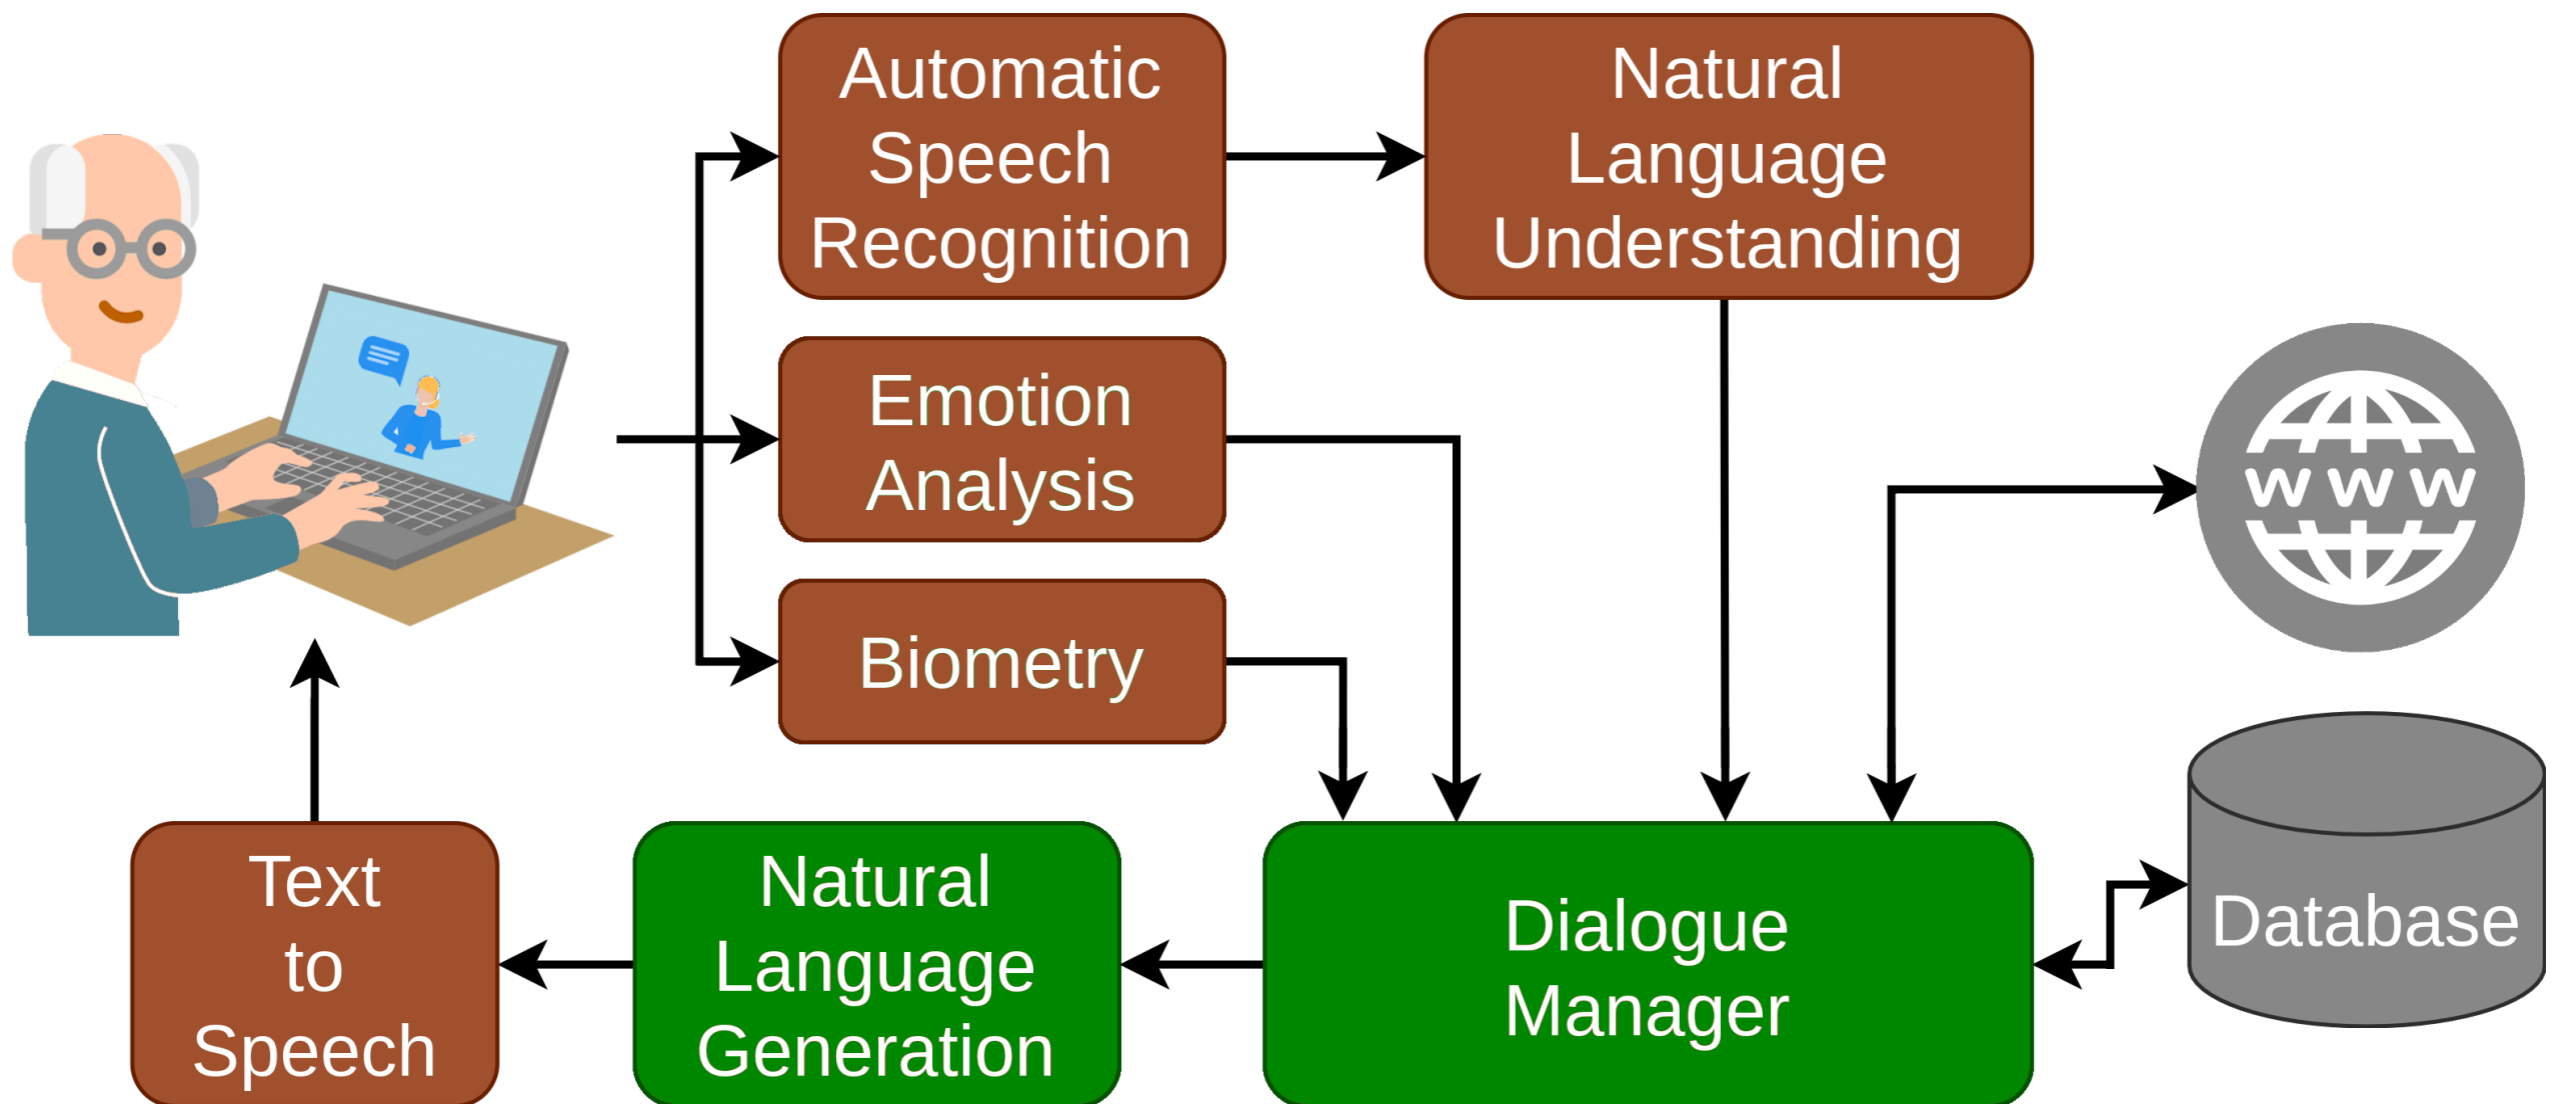 Automatic
Speech
Recognition
Natural
Language
Understanding
Emotion
Analysis
www
Biometry
Text
to
Speech
Natural
Language
Generation
Dialogue
Manager
Database